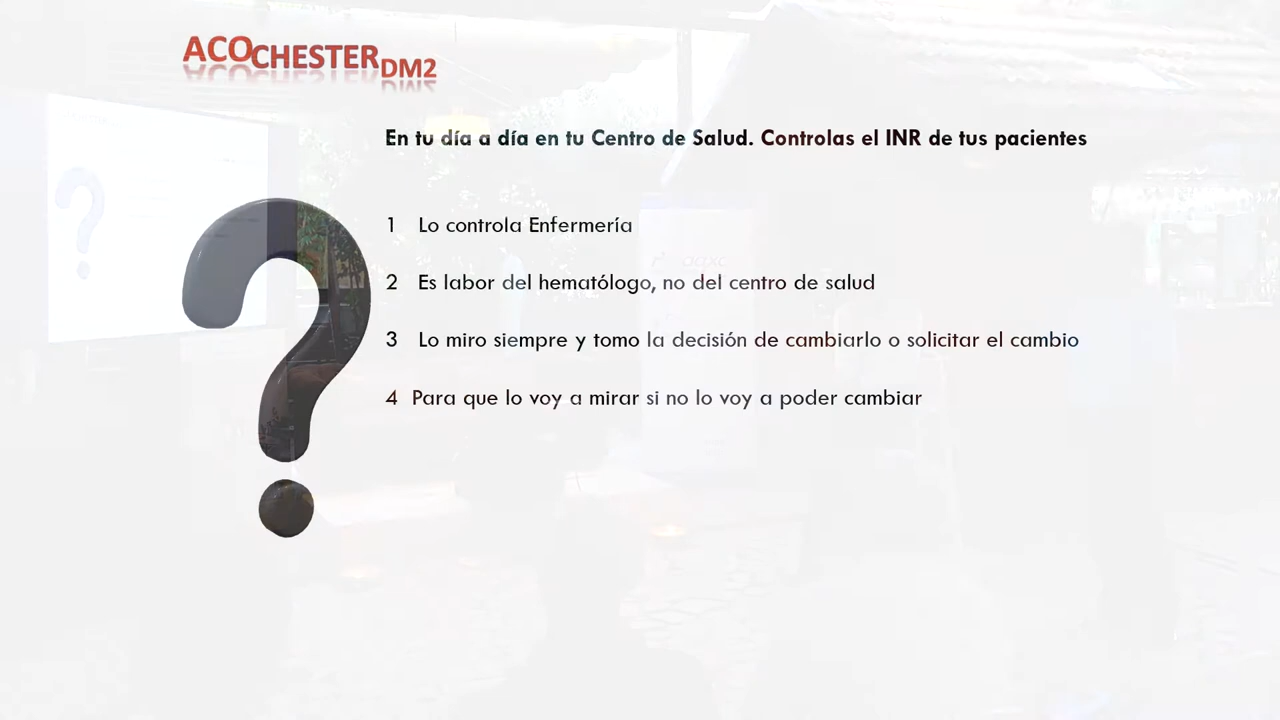 ACOCHESTERDM2
En tu día a día en tu Centro de Salud. Controlas el INR de tus pacientes
1 Lo controla Enfermería
2 Es labor del hematólogo, no del centro de salud
3 Lo miro siempre y tomo la decisión de cambiarlo o solicitar el cambio
4 Para que lo voy a mirar si no lo voy a poder cambiar